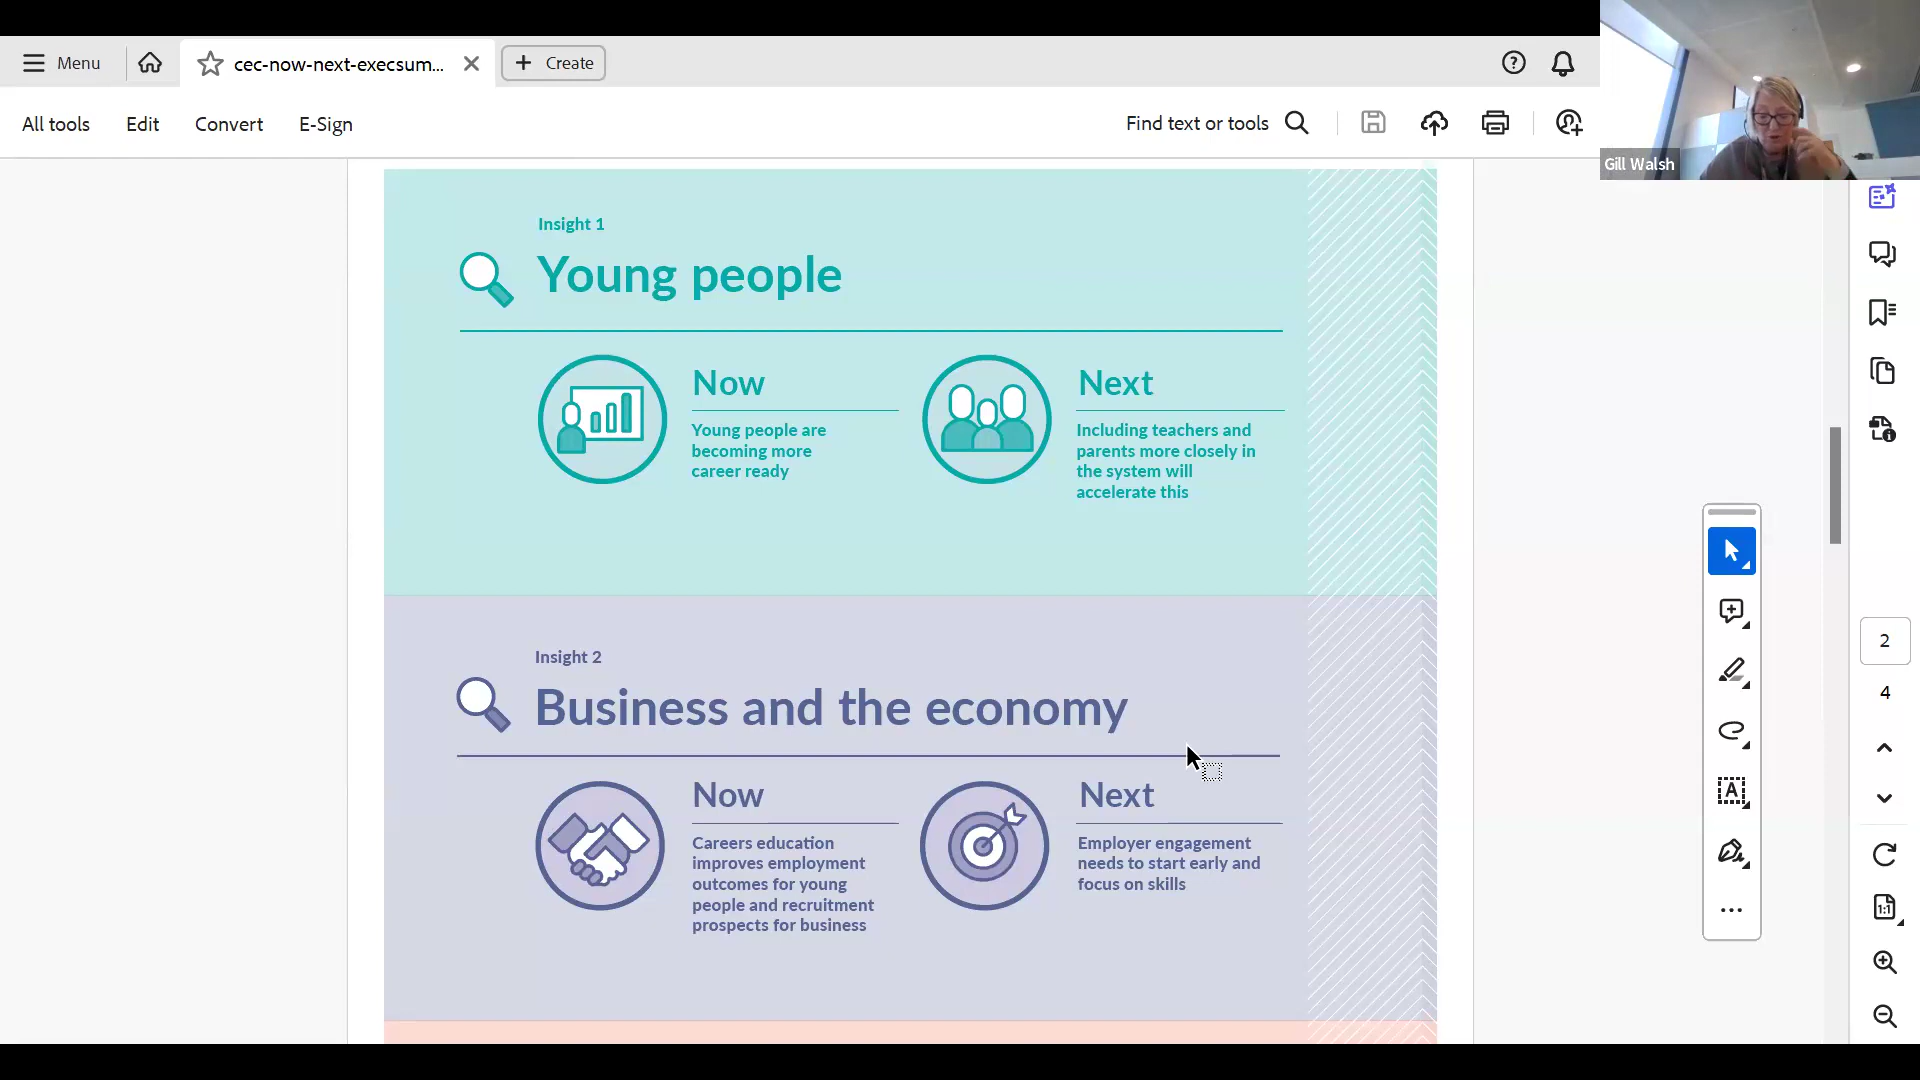 Menu
cec-now-next-execsum...
Create
All tools
Edit
Convert
E-Sign
Find text or tools
Gill Walsh
Insight 1
Young people
Now
Young people are
becoming more
career ready
Next
Including teachers and
parents more closely in
the system will
accelerate this
Insight 2
Business and the economy
Now
Careers education
improves employment
outcomes for young
people and recruitment
prospects for business
Next
Employer engagement
needs to start early and
focus on skills
2
4
1:1
A